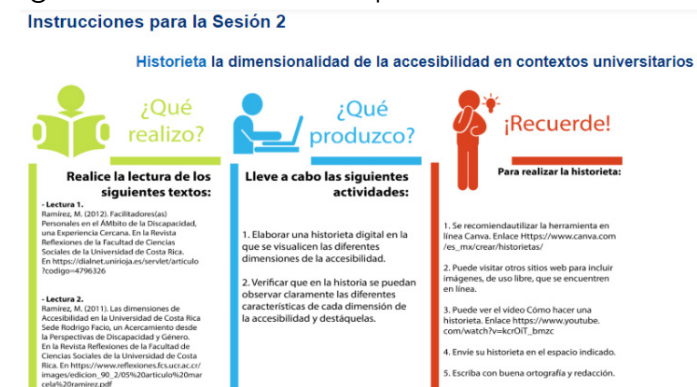 Instrucciones para la Sesión 2
Historieta la dimensionalidad de la accesibilidad en contextos universitarios
¿Qué
realizo?
Realice la lectura de los
siguientes textos:
- Lectura 1.
Ramírez, M. (2012). Facilitadores(as)
Personales en el ÁMbito de la Discapacidad,
una Experiencia Cercana. En la Revista
Reflexiones de la Facultad de Ciencias
Sociales de la Universidad de Costa Rica.
En https://dialnet.unirioja.es/servlet/articulo
?codigo=4796326
- Lectura 2.
Ramírez, M. (2011). Las dimensiones de
Accesibilidad en la Universidad de Costa Rica
Sede Rodrigo Facio, un Acercamiento desde
la Perspectivas de Discapacidad y Género.
En la Revista Reflexiones de la Facultad de
Ciencias Sociales de la Universidad de Costa
Rica. En https://www.reflexiones.fcs.ucr.ac.cr/
images/edicion_90_2/05%20articulo%20mar
cela%20ramirez.pdf
¿Qué
produzco?
Lleve a cabo las siguientes
actividades:
1. Elaborar una historieta digital en la
que se visualicen las diferentes
dimensiones de la accesibilidad.
2. Verificar que en la historia se puedan
observar claramente las diferentes
características de cada dimensión de
la accesibilidad y destáquelas.
¡Recuerde!
Para realizar la historieta:
1. Se recomiendautilizar la herramienta en
línea Canva. Enlace Https://www.canva.com
/es_mx/crear/historietas/
2. Puede visitar otros sitios web para incluir
imágenes, de uso libre, que se encuentren
en línea.
3. Puede ver el vídeo Cómo hacer una
historieta. Enlace https://www.youtube.
com/watch?v=kcrOiT_bmzc
4. Envíe su historieta en el espacio indicado.
5. Escriba con buena ortografía y redacción.